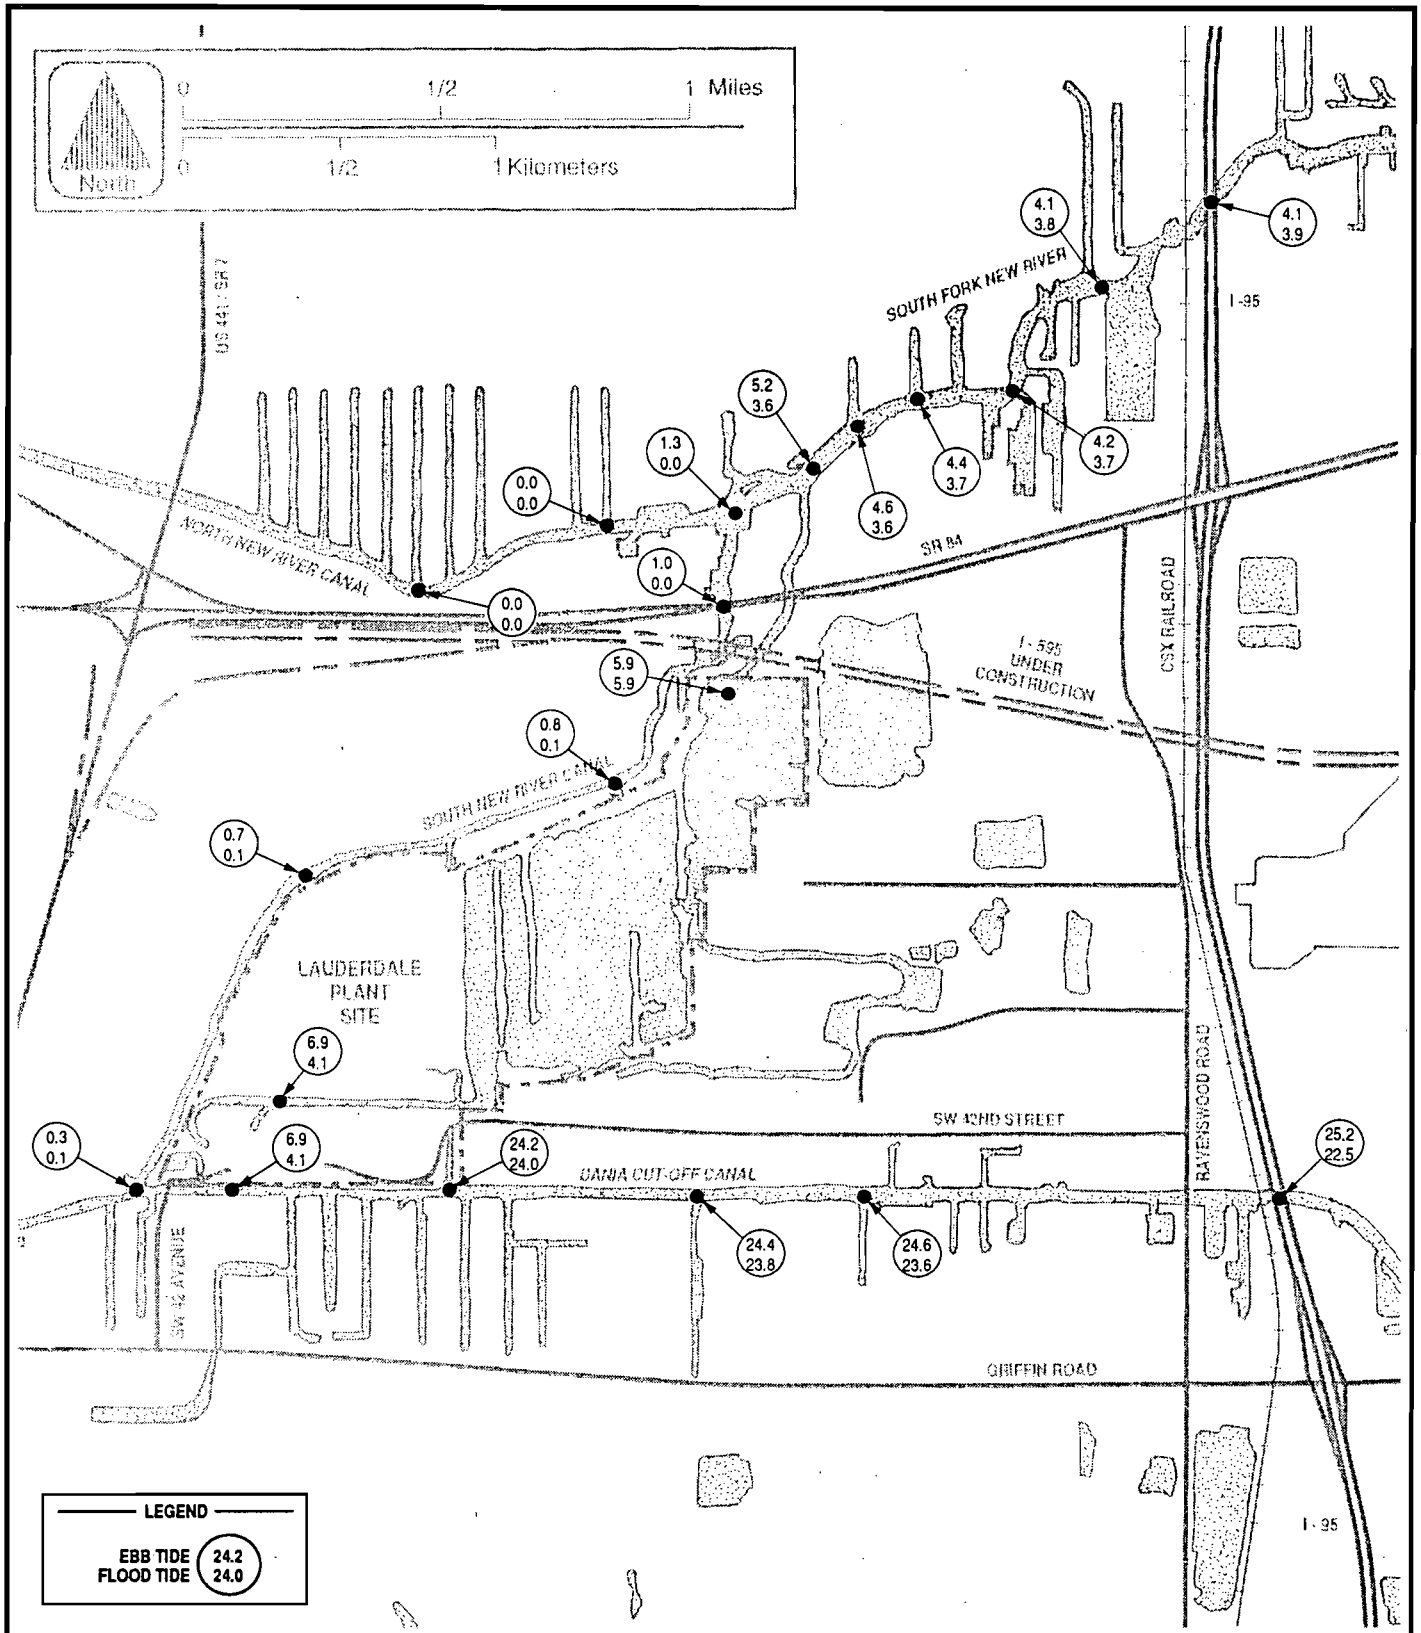 0
1/2
1 Miles
0
1/2
1 Kilometers
North
US 441 / SR 7
4.1
3.8
4.1
3.9
SOUTH FORK NEW RIVER
I-95
5.2
3.6
1.3
0.0
0.0
0.0
4.4
3.7
4.2
3.7
4.6
3.6
NORTH NEW RIVER CANAL
SR 84
1.0
0.0
0.0
0.0
CSX RAILROAD
I-595
UNDER
CONSTRUCTION
5.9
5.9
0.8
0.1
SOUTH NEW RIVER CANAL
0.7
0.1
LAUDERDALE
PLANT
SITE
6.9
4.1
RAVENSWOOD ROAD
SW 42ND STREET
0.3
0.1
6.9
4.1
24.2
24.0
DANIA CUT-OFF CANAL
25.2
22.5
24.4
23.8
24.6
23.6
SW 42 AVENUE
GRIFFIN ROAD
I-95
LEGEND
EBB TIDE 24.2
FLOOD TIDE 24.0